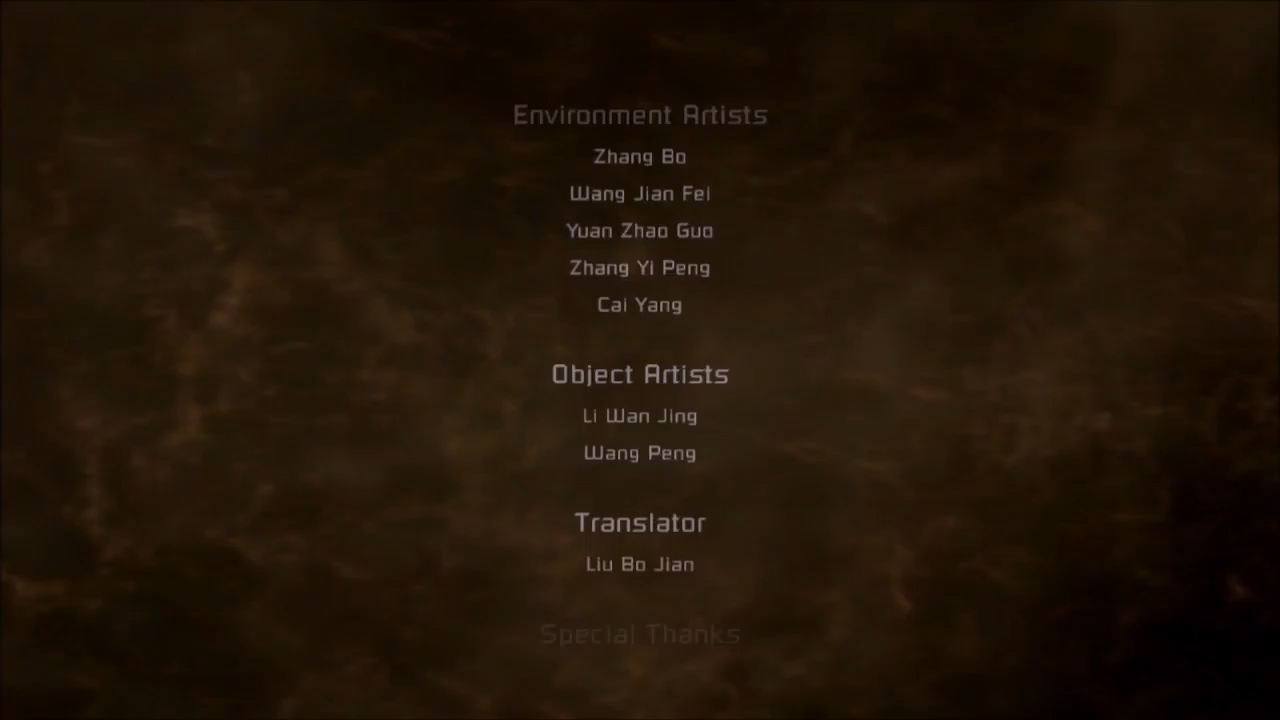 Environment Artists
Zhang Bo
Wang Jian Fei
Yuan Zhao Guo
Zhang Yi Peng
Cai Yang
Object Artists
Li Wan Jing
Wang Peng
Translator
Liu Bo Jian
Special Thanks